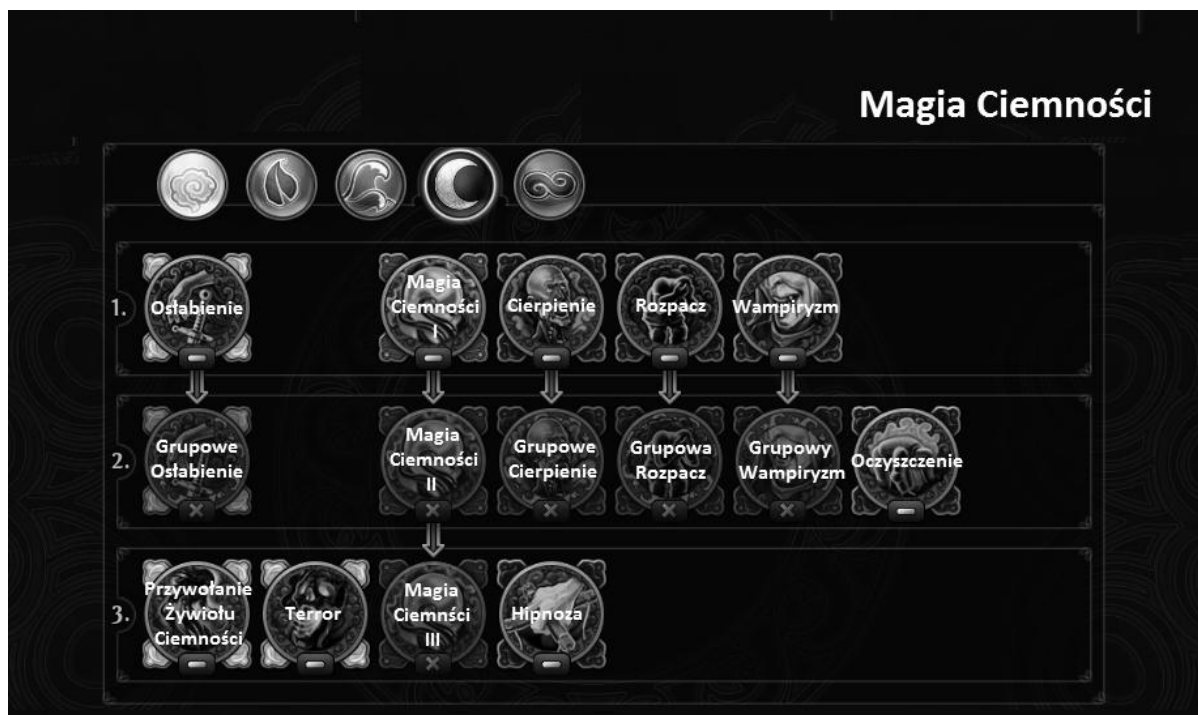 Magia Ciemności
1.
Osłabienie
Magia
Ciemności
I
Cierpienie
Rozpacz
Wampiryzm
2.
Grupowe
Osłabienie
Magia
Ciemności
II
Grupowe
Cierpienie
Grupowa
Rozpacz
Grupowy
Wampiryzm
Oczyszczenie
3.
Przywołanie
Żywiołu
Ciemności
Terror
Magia
Ciemnści
III
Hipnoza